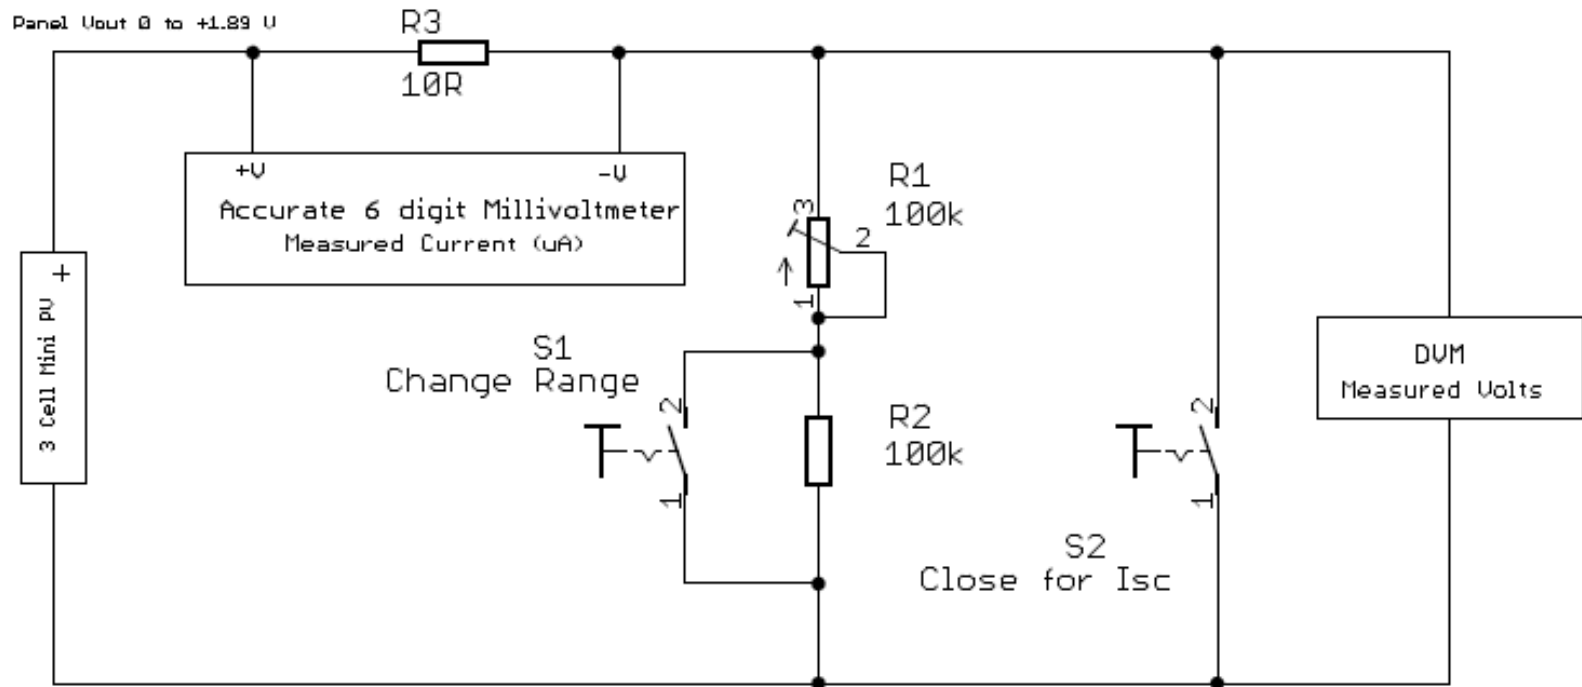 Panel Vout 0 to +1.89 V
R3
10R
+V
-V
Accurate 6 digit Millivoltmeter
Measured Current (uA)
R1
100k
3
2
1
+
3 Cell Mini pV
S1
Change Range
2
1
R2
100k
2
1
S2
Close for Isc
DVM
Measured Volts